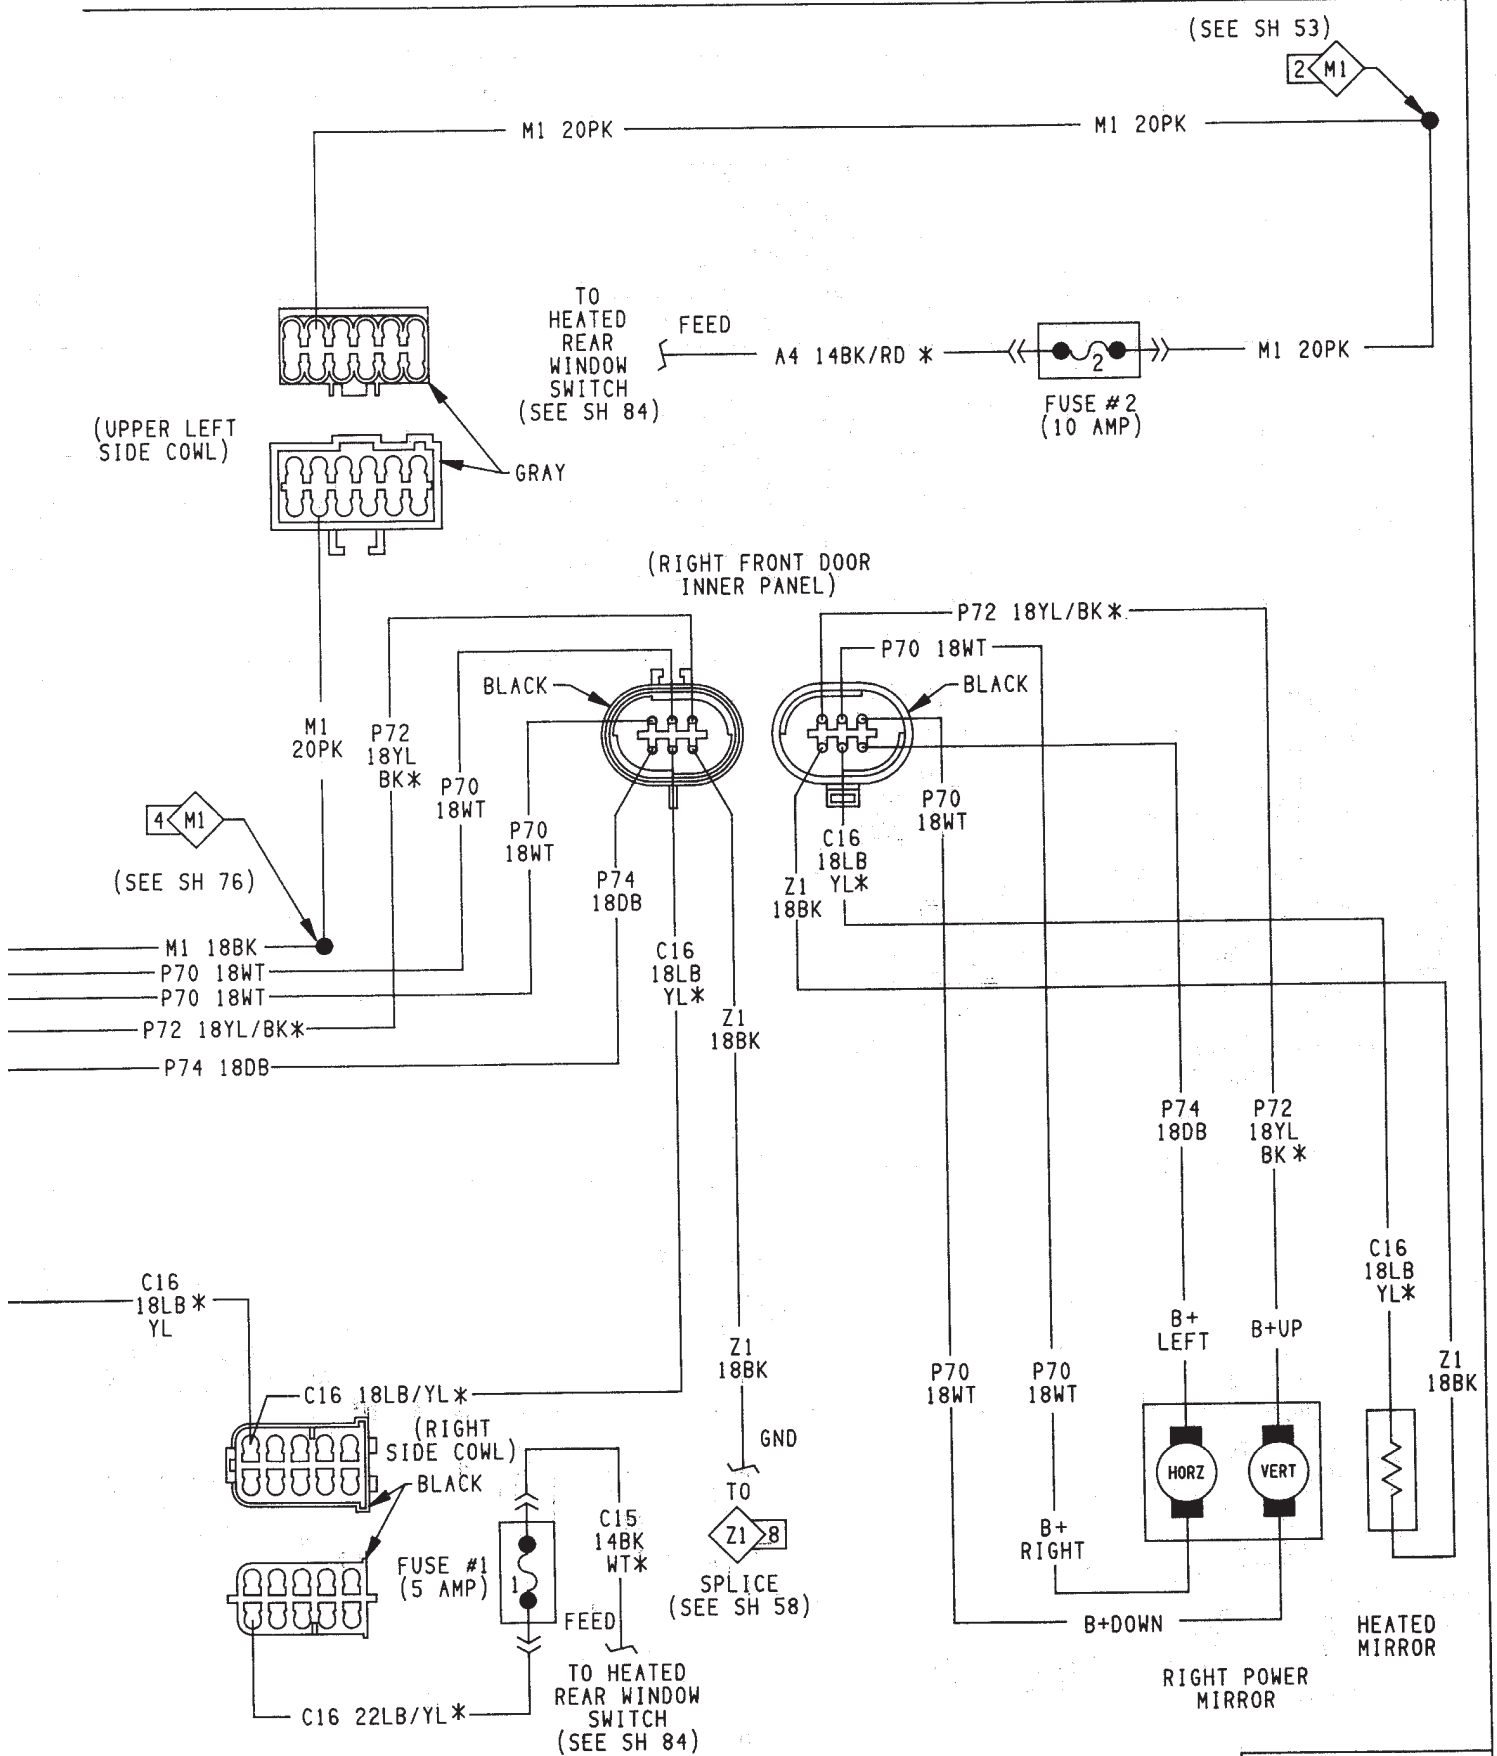 (SEE SH 53)
2 M1
M1 20PK
M1 20PK
TO
HEATED
REAR
WINDOW
SWITCH
(SEE SH 84)
FEED
A4 14BK/RD *
2
M1 20PK
FUSE #2
(10 AMP)
(UPPER LEFT
SIDE COWL)
GRAY
(RIGHT FRONT DOOR
INNER PANEL)
P72 18YL/BK*
P70 18WT
BLACK
BLACK
M1
20PK
P72
18YL
BK*
P70
18WT
P70
18WT
P70
18WT
4 M1
(SEE SH 76)
C16
18LB
YL*
P74
18DB
Z1
18BK
M1 18BK
P70 18WT
P70 18WT
P72 18YL/BK*
P74 18DB
C16
18LB
YL*
Z1
18BK
P74
18DB
P72
18YL
BK*
C16
18LB*
YL
C16
18LB
YL*
B+
LEFT
B+UP
Z1
18BK
P70
18WT
P70
18WT
Z1
18BK
C16 18LB/YL*
(RIGHT
SIDE COWL)
BLACK
GND
TO
Z1 8
SPLICE
(SEE SH 58)
HORZ
VERT
C15
14BK
WT*
B+
RIGHT
FUSE #1
(5 AMP)
1
FEED
B+DOWN
HEATED
MIRROR
TO HEATED
REAR WINDOW
SWITCH
(SEE SH 84)
RIGHT POWER
MIRROR
C16 22LB/YL*